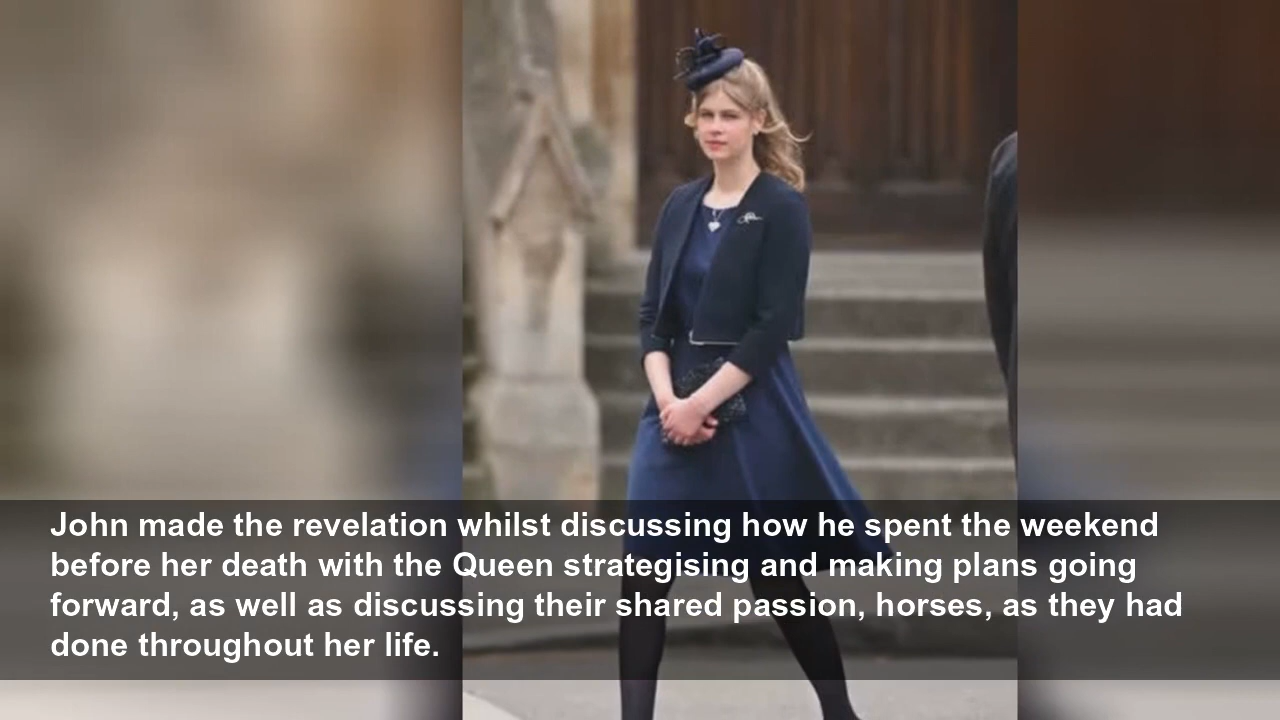 John made the revelation whilst discussing how he spent the weekend
before her death with the Queen strategising and making plans going
forward, as well as discussing their shared passion, horses, as they had
done throughout her life.